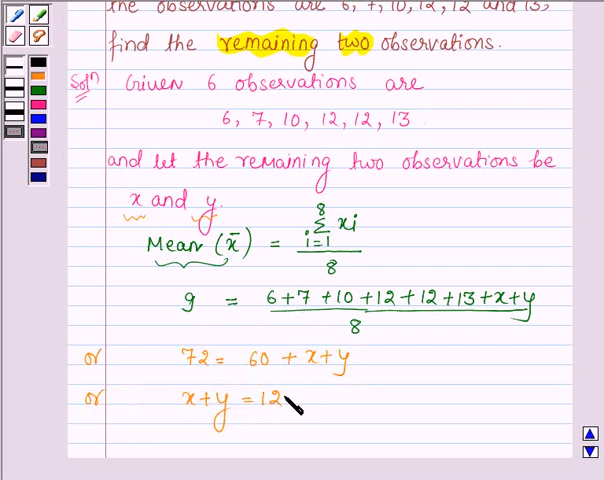 the observations are 6, 7, 10, 12, 12 and 13,
find the remaining two observations.
Solⁿ Given 6 observations are
6, 7, 10, 12, 12, 13
and let the remaining two observations be
x and y.
Mean (x̄) = 8 Σ i=1 xi / 8
9 = 6+7+10+12+12+13+x+y / 8
or 72 = 60 + x+y
or x+y = 12